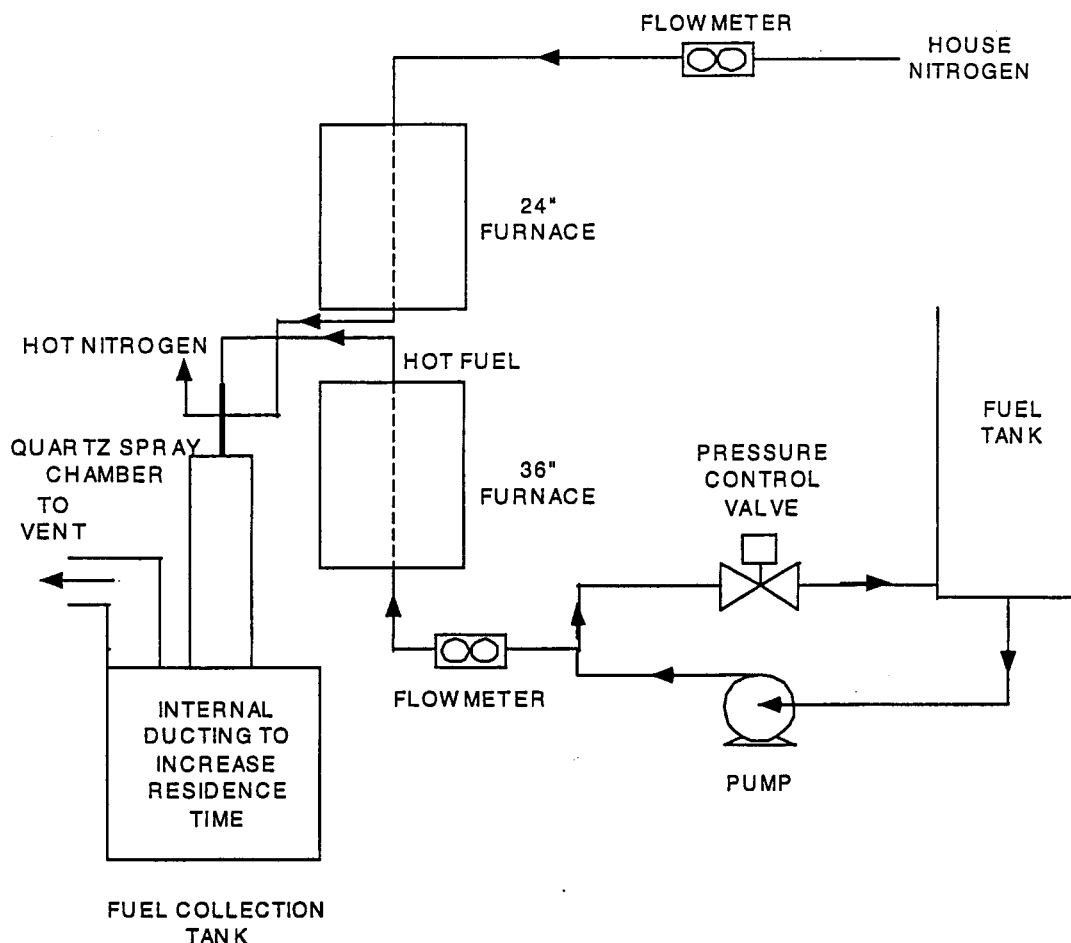 FLOWMETER
HOUSE
NITROGEN
24"
FURNACE
HOT NITROGEN
HOT FUEL
FUEL
TANK
QUARTZ SPRAY
CHAMBER
TO
VENT
36"
FURNACE
PRESSURE
CONTROL
VALVE
FLOWMETER
INTERNAL
DUCTING TO
INCREASE
RESIDENCE
TIME
PUMP
FUEL COLLECTION
TANK